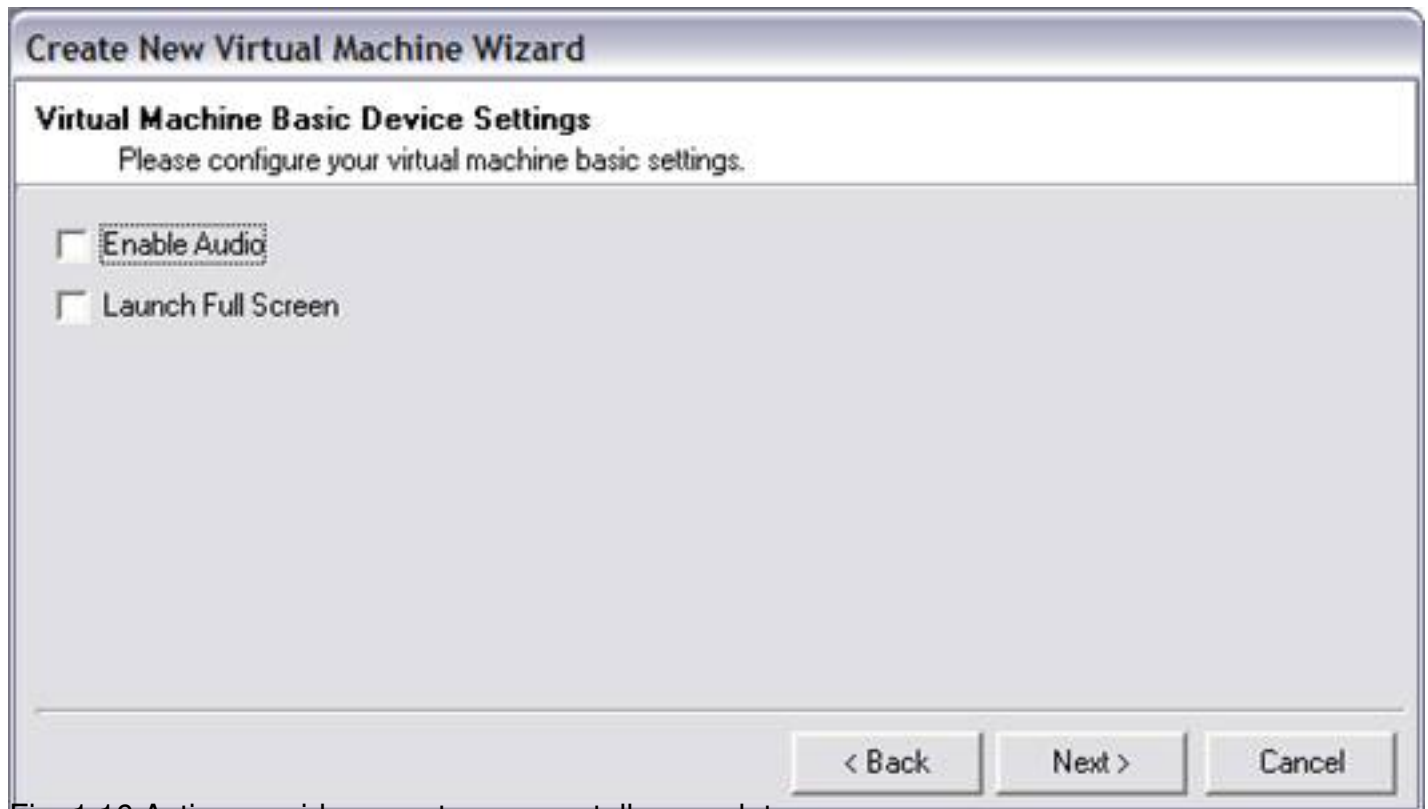 Create New Virtual Machine Wizard
Virtual Machine Basic Device Settings
Please configure your virtual machine basic settings.
Enable Audio
Launch Full Screen
< Back
Next >
Cancel